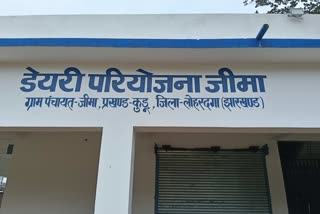 डेयरी परियोजना जीमा
ग्राम पंचायत-जीमा, प्रखण्ड-कुडू, जिला-लोहरदगा (झारखण्ड)